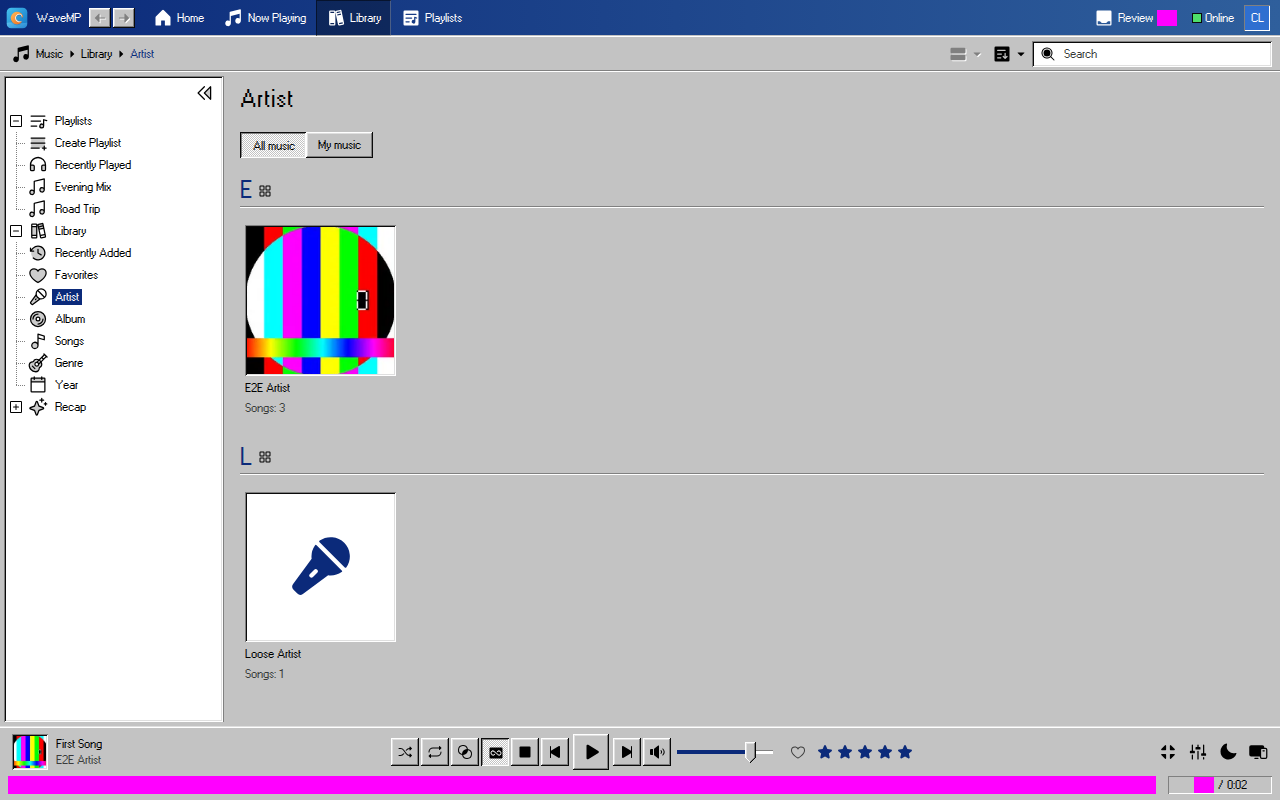 WaveMP Home Now Playing Library Playlists Review Online CL
Music Library Artist Search
Artist
All music My music
Playlists
Create Playlist
Recently Played
Evening Mix
Road Trip
Library
Recently Added
Favorites
Artist
Album
Songs
Genre
Year
Recap
E
E2E Artist
Songs: 3
L
Loose Artist
Songs: 1
First Song
E2E Artist
/ 0:02